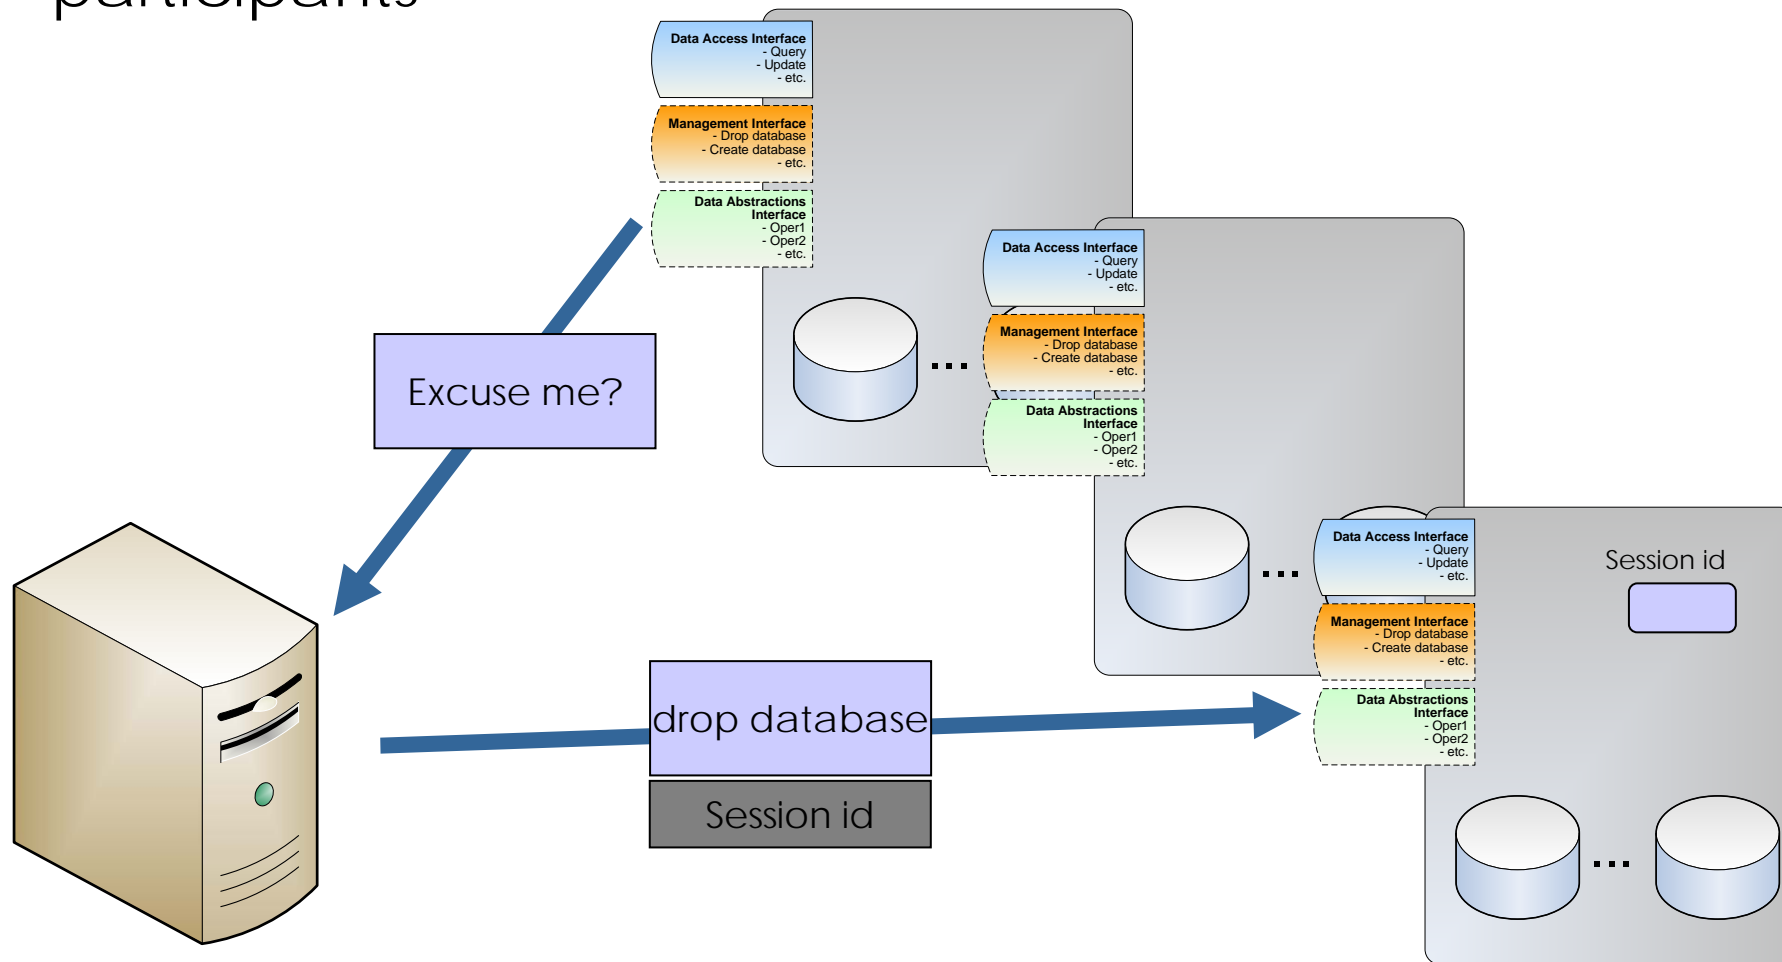 participants
Data Access Interface
- Query
- Update
- etc.
Management Interface
- Drop database
- Create database
- etc.
Data Abstractions
Interface
- Oper1
- Oper2
- etc.
Data Access Interface
- Query
- Update
- etc.
Management Interface
- Drop database
- Create database
- etc.
Data Abstractions
Interface
- Oper1
- Oper2
- etc.
...
Excuse me?
Data Access Interface
- Query
- Update
- etc.
Management Interface
- Drop database
- Create database
- etc.
Data Abstractions
Interface
- Oper1
- Oper2
- etc.
...
Session id
drop database
Session id
...